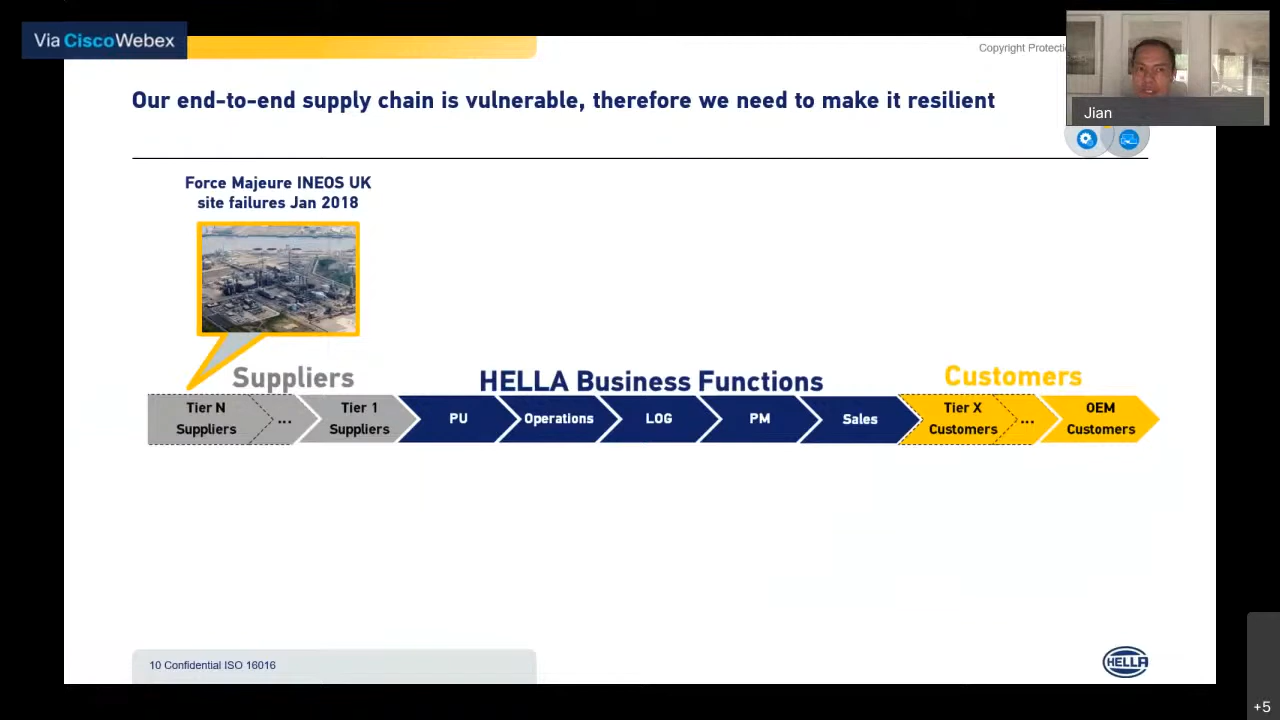 Via CiscoWebex
Copyright Protectio
Jian
Our end-to-end supply chain is vulnerable, therefore we need to make it resilient
Force Majeure INEOS UK
site failures Jan 2018
Suppliers
HELLA Business Functions
Customers
Tier N
Suppliers
...
Tier 1
Suppliers
PU
Operations
LOG
PM
Sales
Tier X
Customers
...
OEM
Customers
10 Confidential ISO 16016
HELLA
+5